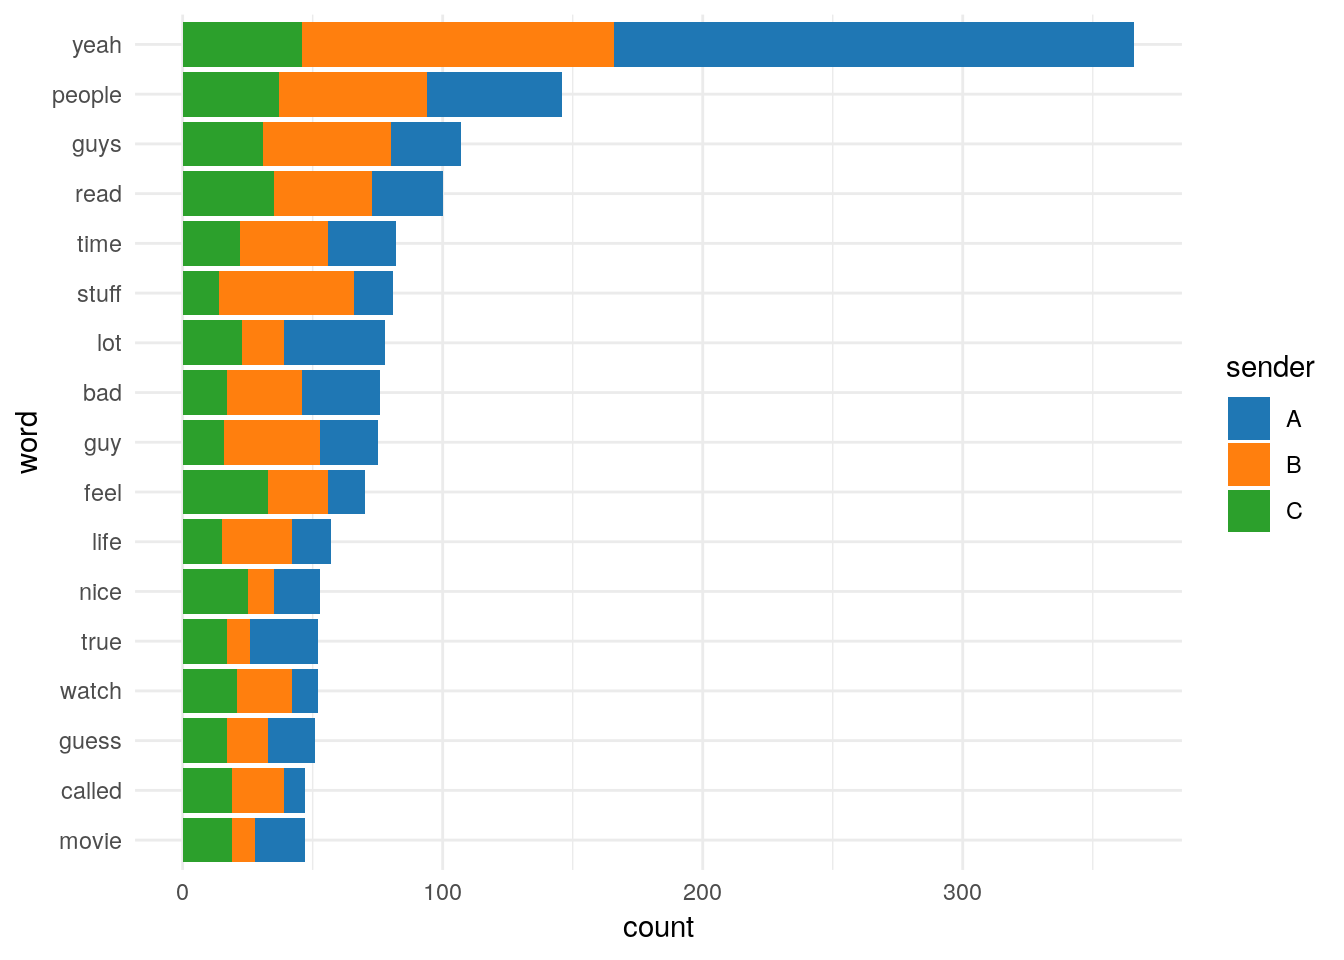 yeah
people
guys
read
time
stuff
lot
bad
guy
feel
life
nice
true
watch
guess
called
movie
word
0 100 200 300
count
sender
A
B
C